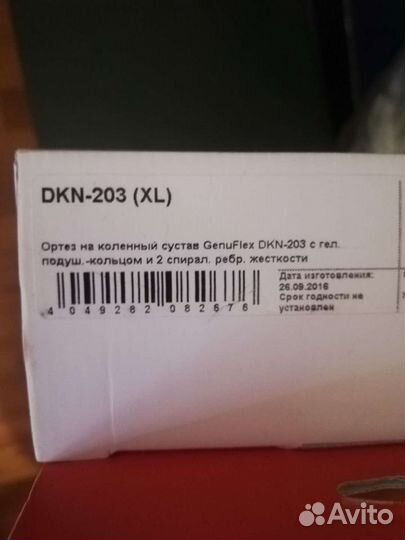 DKN-203 (XL)
Ортез на коленный сустав GenuFlex DKN-203 с гел.
подуш.-кольцом и 2 спирал. ребр. жесткости
Дата изготовления:
26.09.2016
Срок годности не
установлен
4 049282 082676
Avito